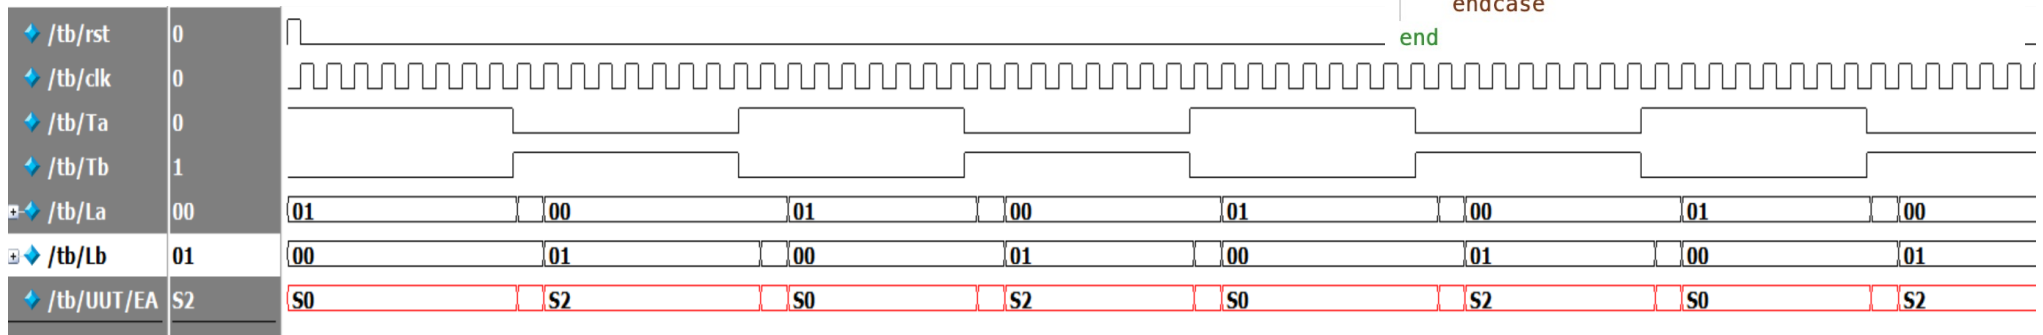 endcase
end
/tb/rst 0
/tb/clk 0
/tb/Ta 0
/tb/Tb 1
/tb/La 00 01 00 01 00 01 00 01 00
/tb/Lb 01 00 01 00 01 00 01 00 01
/tb/UUT/EA S2 S0 S2 S0 S2 S0 S2 S0 S2